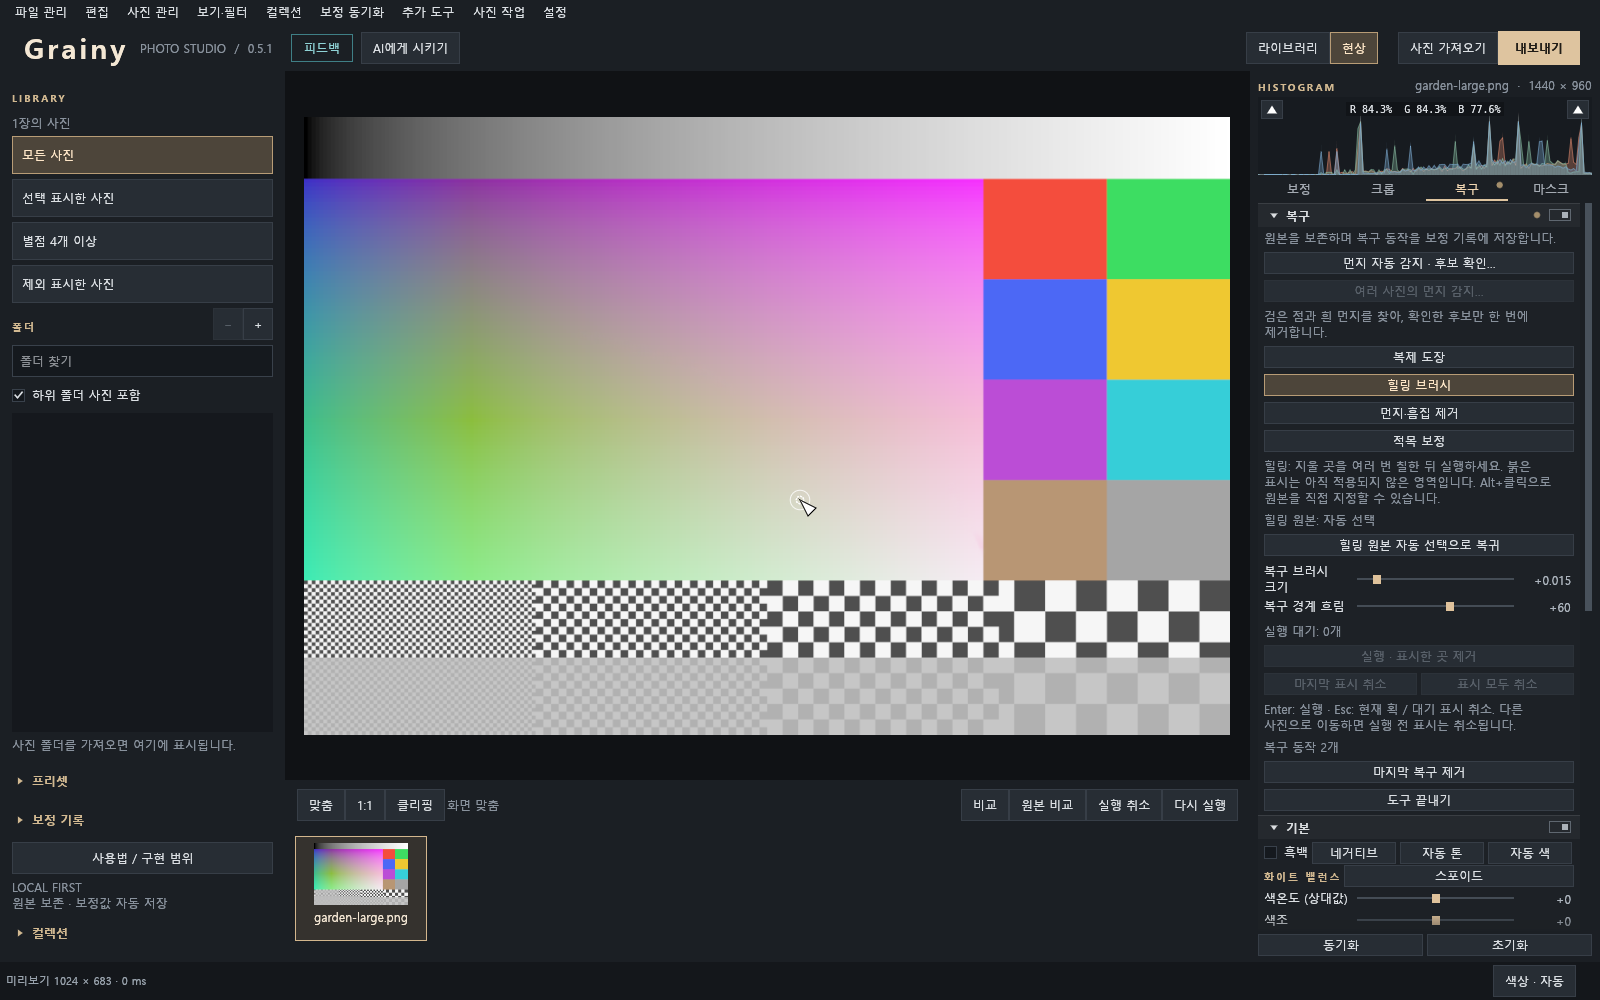 파일 관리 편집 사진 관리 보기·필터 컬렉션 보정 동기화 추가 도구 사진 작업 설정
Grainy PHOTO STUDIO / 0.5.1 피드백 AI에게 시키기 라이브러리 현상 사진 가져오기 내보내기
LIBRARY
1장의 사진
모든 사진
선택 표시한 사진
별점 4개 이상
제외 표시한 사진
폴더 − +
폴더 찾기
하위 폴더 사진 포함
사진 폴더를 가져오면 여기에 표시됩니다.
프리셋
보정 기록
사용법 / 구현 범위
LOCAL FIRST
원본 보존 · 보정값 자동 저장
컬렉션
맞춤 1:1 클리핑 화면 맞춤 비교 원본 비교 실행 취소 다시 실행
garden-large.png
HISTOGRAM garden-large.png · 1440 × 960
R 84.3% G 84.3% B 77.6%
보정 크롭 복구 마스크
복구
원본을 보존하며 복구 동작을 보정 기록에 저장합니다.
먼지 자동 감지 · 후보 확인...
여러 사진의 먼지 감지...
검은 점과 흰 먼지를 찾아, 확인한 후보만 한 번에
제거합니다.
복제 도장
힐링 브러시
먼지·흠집 제거
적목 보정
힐링: 지울 곳을 여러 번 칠한 뒤 실행하세요. 붉은
표시는 아직 적용되지 않은 영역입니다. Alt+클릭으로
원본을 직접 지정할 수 있습니다.
힐링 원본: 자동 선택
힐링 원본 자동 선택으로 복귀
복구 브러시
크기 +0.015
복구 경계 흐림 +60
실행 대기: 0개
실행 · 표시한 곳 제거
마지막 표시 취소 표시 모두 취소
Enter: 실행 · Esc: 현재 획 / 대기 표시 취소. 다른
사진으로 이동하면 실행 전 표시는 취소됩니다.
복구 동작 2개
마지막 복구 제거
도구 끝내기
기본
흑백 네거티브 자동 톤 자동 색
화이트 밸런스 스포이드
색온도 (상대값) +0
색조 +0
동기화 초기화
미리보기 1024 × 683 · 0 ms 색상 · 자동